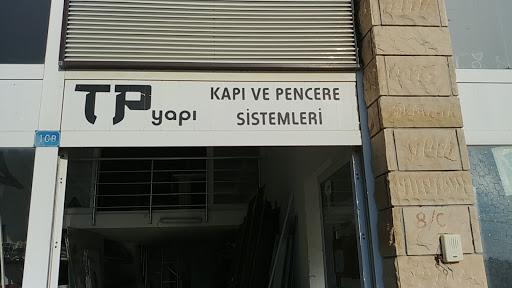 TP yapı
KAPI VE PENCERE
SİSTEMLERİ
10B
8/C